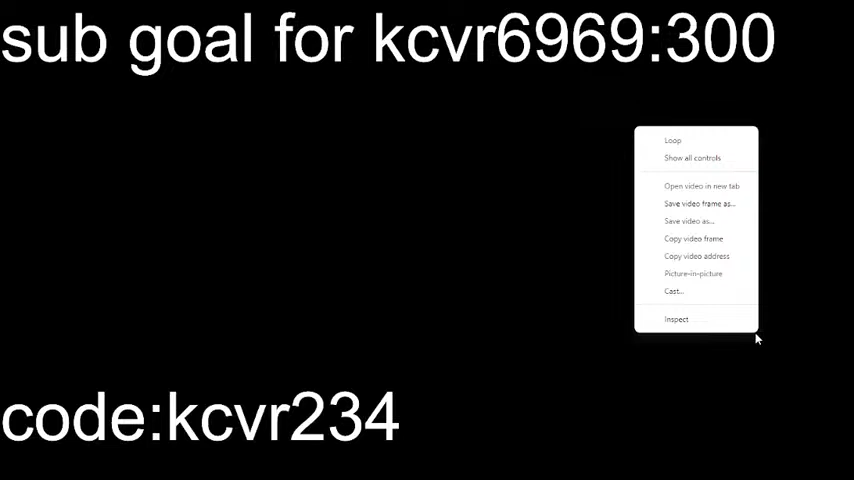 sub goal for kcvr6969:300
Loop
Show all controls
Open video in new tab
Save video frame as...
Save video as...
Copy video frame
Copy video address
Picture-in-picture
Cast...
Inspect
code:kcvr234